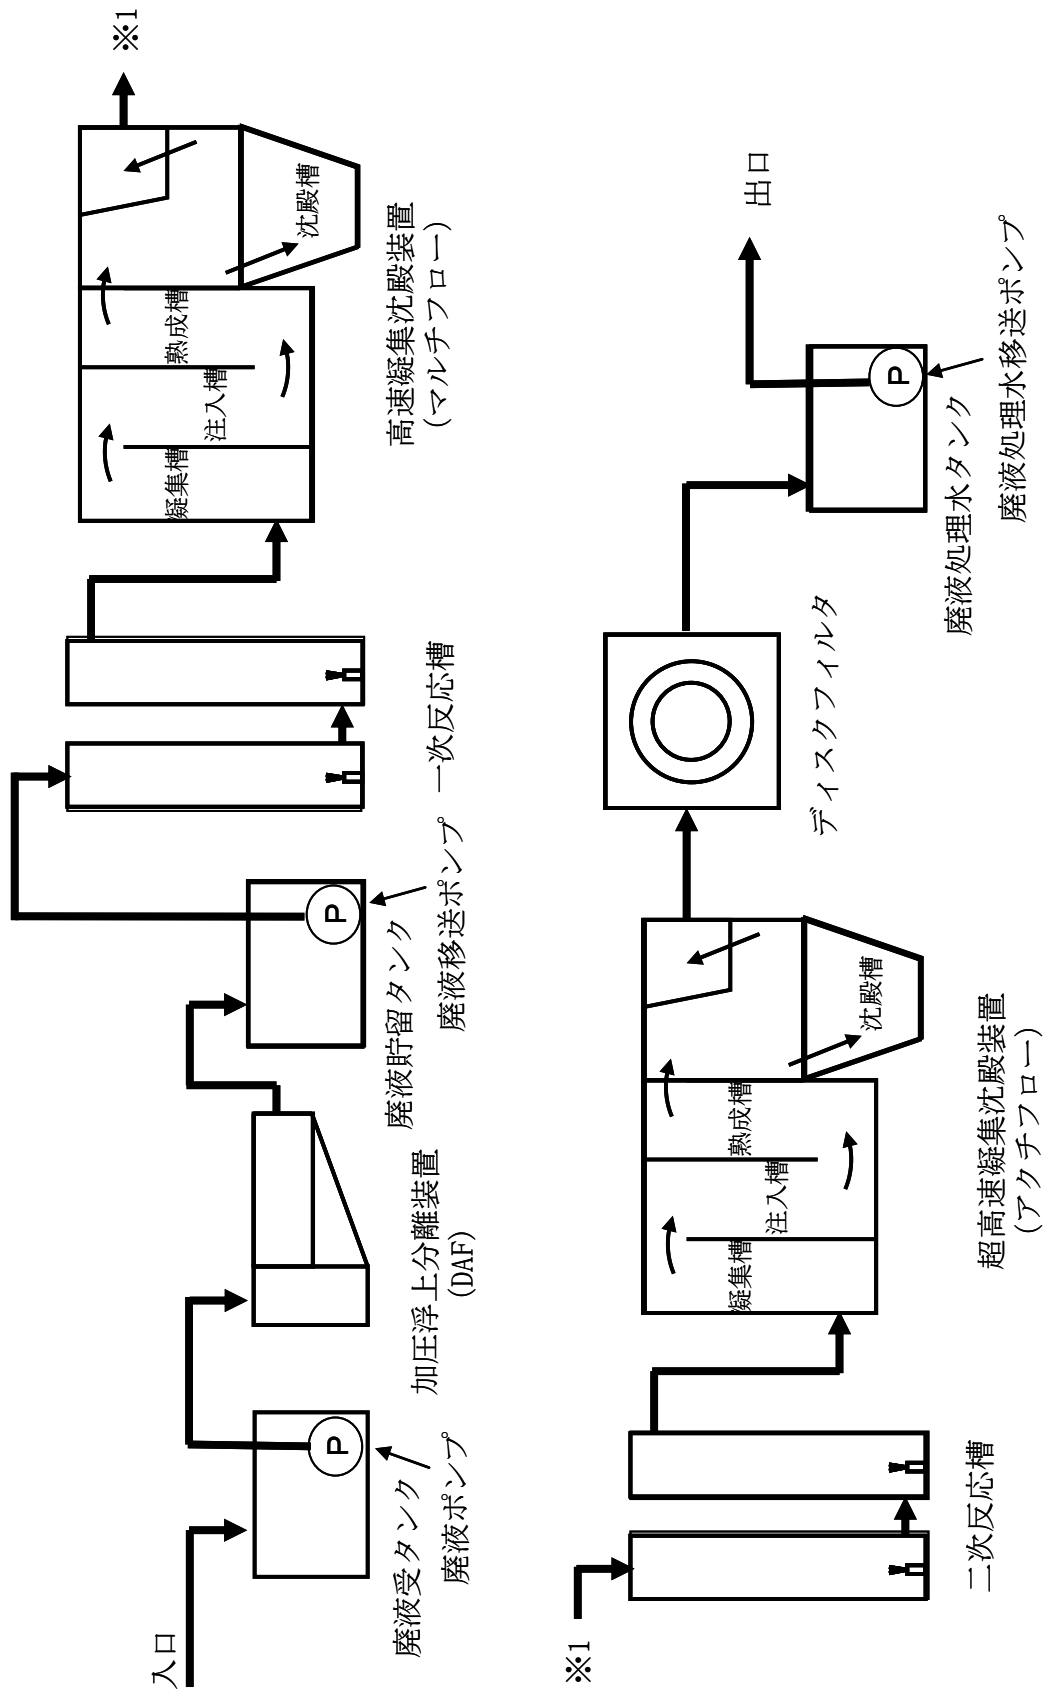 入口
P
廃液受タンク
廃液ポンプ
加圧浮上分離装置
(DAF)
P
廃液貯留タンク
廃液移送ポンプ
一次反応槽
凝集槽
注入槽
熟成槽
沈殿槽
高速凝集沈殿装置
(マルチフロー)
※1
※1
二次反応槽
凝集槽
注入槽
熟成槽
沈殿槽
超高速凝集沈殿装置
(アクチフロー)
ディスクフィルタ
P
廃液処理水タンク
廃液処理水移送ポンプ
出口